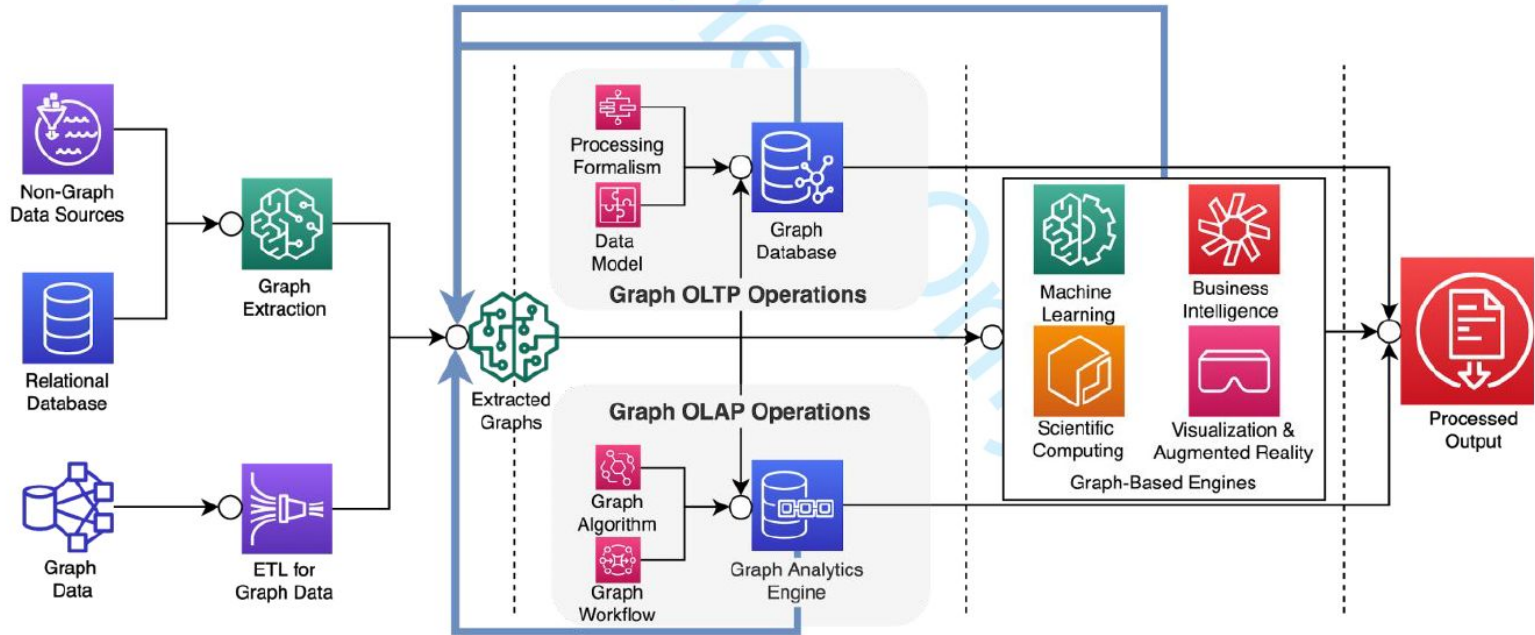 Non-Graph
Data Sources
Relational
Database
Graph
Data
Graph
Extraction
ETL for
Graph Data
Extracted
Graphs
Processing
Formalism
Data
Model
Graph
Database
Graph OLTP Operations
Graph OLAP Operations
Graph
Algorithm
Graph
Workflow
Graph Analytics
Engine
Machine
Learning
Business
Intelligence
Scientific
Computing
Visualization &
Augmented Reality
Graph-Based Engines
Processed
Output